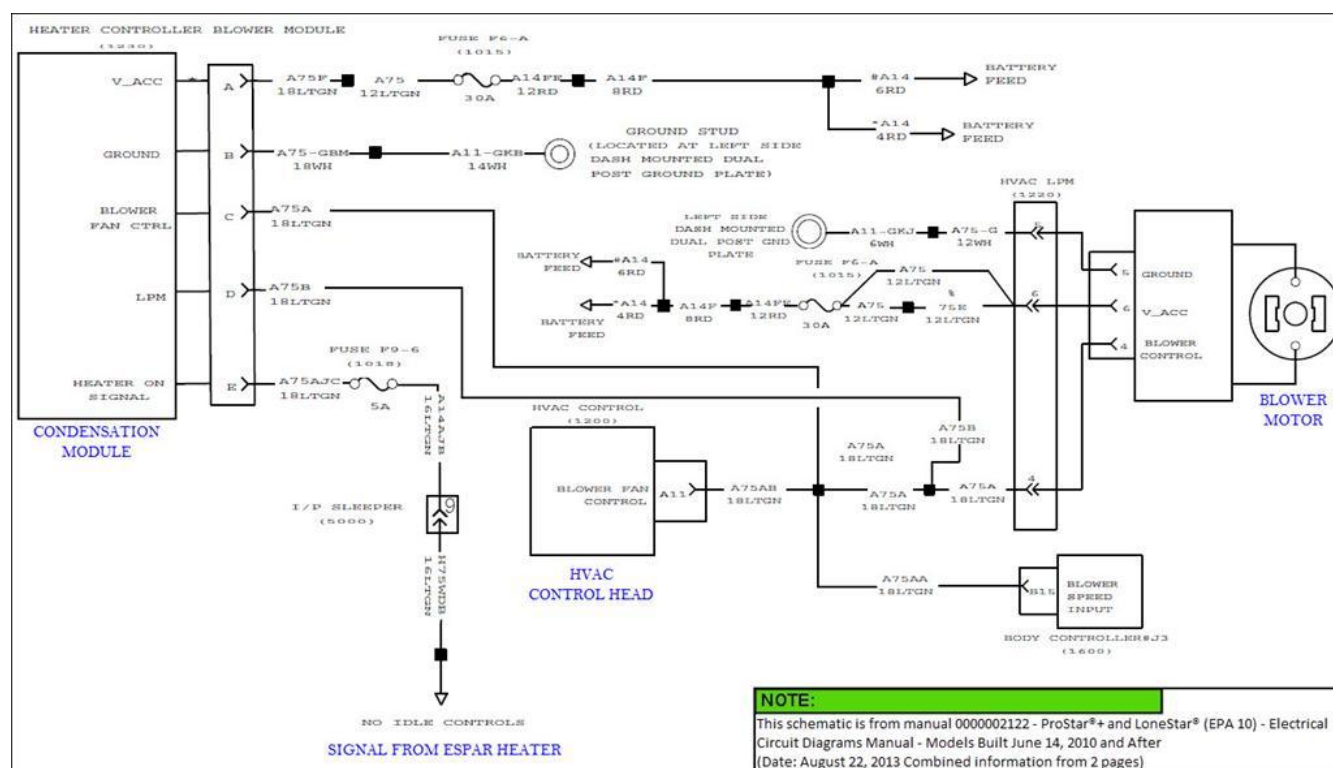 HEATER CONTROLLER BLOWER MODULE
(1230)
FUSE F6-A
(1015)
V_ACC
*
A
A75F
18LTGN
A75
12LTGN
30A
A14FK
12RD
A14F
8RD
#A14
6RD
BATTERY
FEED
*A14
4RD
BATTERY
FEED
GROUND
B
A75-GBM
18WH
A11-GKB
14WH
GROUND STUD
(LOCATED AT LEFT SIDE
DASH MOUNTED DUAL
POST GROUND PLATE)
BLOWER
FAN CTRL
C
A75A
18LTGN
LPM
D
A75B
18LTGN
HEATER ON
SIGNAL
E
A75AJC
18LTGN
FUSE F9-6
(1018)
5A
A14AJB
16LTGN
CONDENSATION
MODULE
I/P SLEEPER
(5000)
9
H75WDB
16LTGN
NO IDLE CONTROLS
SIGNAL FROM ESPAR HEATER
HVAC LPM
(1220)
LEFT SIDE
DASH MOUNTED
DUAL POST GND
PLATE
A11-GKJ
6WH
A75-G
12WH
5
5
GROUND
BATTERY
FEED
#A14
6RD
BATTERY
FEED
*A14
4RD
A14F
8RD
A14FK
12RD
FUSE F6-A
(1015)
30A
A75
12LTGN
A75
12LTGN
%
75E
12LTGN
6
6
V_ACC
4
BLOWER
CONTROL
BLOWER
MOTOR
HVAC CONTROL
(1200)
BLOWER FAN
CONTROL
A11
A75AB
18LTGN
A75A
18LTGN
A75B
18LTGN
A75A
18LTGN
A75A
18LTGN
4
HVAC
CONTROL HEAD
A75AA
18LTGN
B15
BLOWER
SPEED
INPUT
BODY CONTROLLER#J3
(1600)
NOTE:
This schematic is from manual 0000002122 - ProStar®+ and LoneStar® (EPA 10) - Electrical
Circuit Diagrams Manual - Models Built June 14, 2010 and After
(Date: August 22, 2013 Combined information from 2 pages)